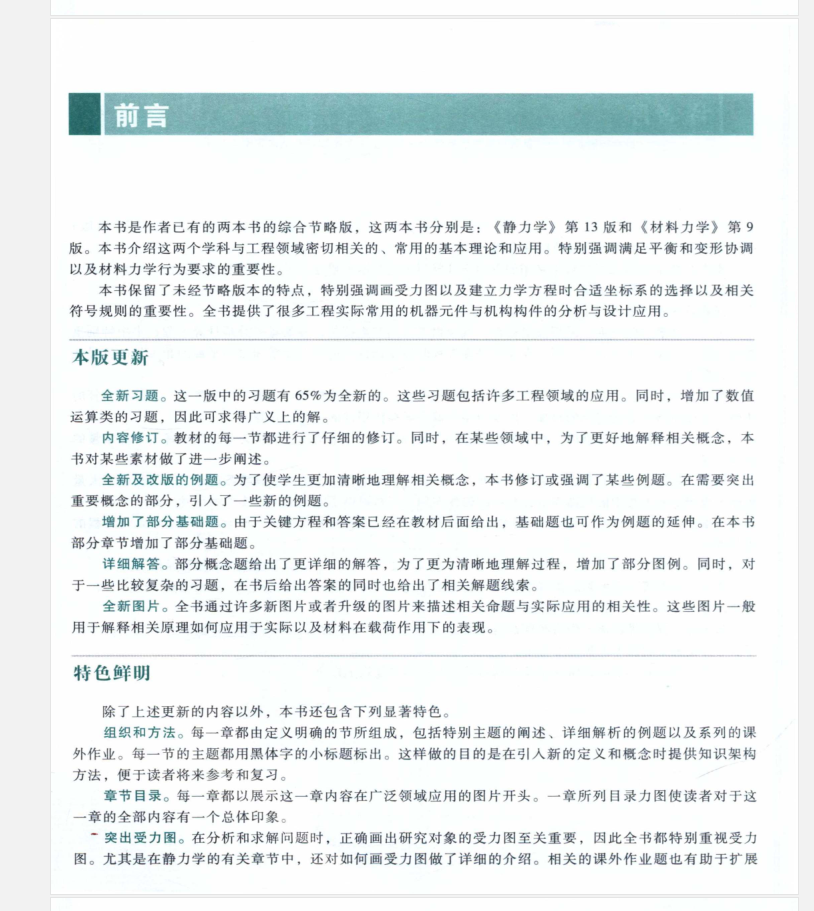 前言
本书是作者已有的两本书的综合节略版，这两本书分别是：《静力学》第 13 版和《材料力学》第 9
版。本书介绍这两个学科与工程领域密切相关的、常用的基本理论和应用。特别强调满足平衡和变形协调
以及材料力学行为要求的重要性。
本书保留了未经节略版本的特点，特别强调画受力图以及建立力学方程时合适坐标系的选择以及相关
符号规则的重要性。全书提供了很多工程实际常用的机器元件与机构构件的分析与设计应用。
本版更新
全新习题。这一版中的习题有 65%为全新的。这些习题包括许多工程领域的应用。同时，增加了数值
运算类的习题，因此可求得广义上的解。
内容修订。教材的每一节都进行了仔细的修订。同时，在某些领域中，为了更好地解释相关概念，本
书对某些素材做了进一步阐述。
全新及改版的例题。为了使学生更加清晰地理解相关概念，本书修订或强调了某些例题。在需要突出
重要概念的部分，引入了一些新的例题。
增加了部分基础题。由于关键方程和答案已经在教材后面给出，基础题也可作为例题的延伸。在本书
部分章节增加了部分基础题。
详细解答。部分概念题给出了更详细的解答，为了更为清晰地理解过程，增加了部分图例。同时，对
于一些比较复杂的习题，在书后给出答案的同时也给出了相关解题线索。
全新图片。全书通过许多新图片或者升级的图片来描述相关命题与实际应用的相关性。这些图片一般
用于解释相关原理如何应用于实际以及材料在载荷作用下的表现。
特色鲜明
除了上述更新的内容以外，本书还包含下列显著特色。
组织和方法。每一章都由定义明确的节所组成，包括特别主题的阐述、详细解析的例题以及系列的课
外作业。每一节的主题都用黑体字的小标题标出。这样做的目的是在引入新的定义和概念时提供知识架构
方法，便于读者将来参考和复习。
章节目录。每一章都以展示这一章内容在广泛领域应用的图片开头。一章所列目录力图使读者对于这
一章的全部内容有一个总体印象。
突出受力图。在分析和求解问题时，正确画出研究对象的受力图至关重要，因此全书都特别重视受力
图。尤其是在静力学的有关章节中，还对如何画受力图做了详细的介绍。相关的课外作业题也有助于扩展